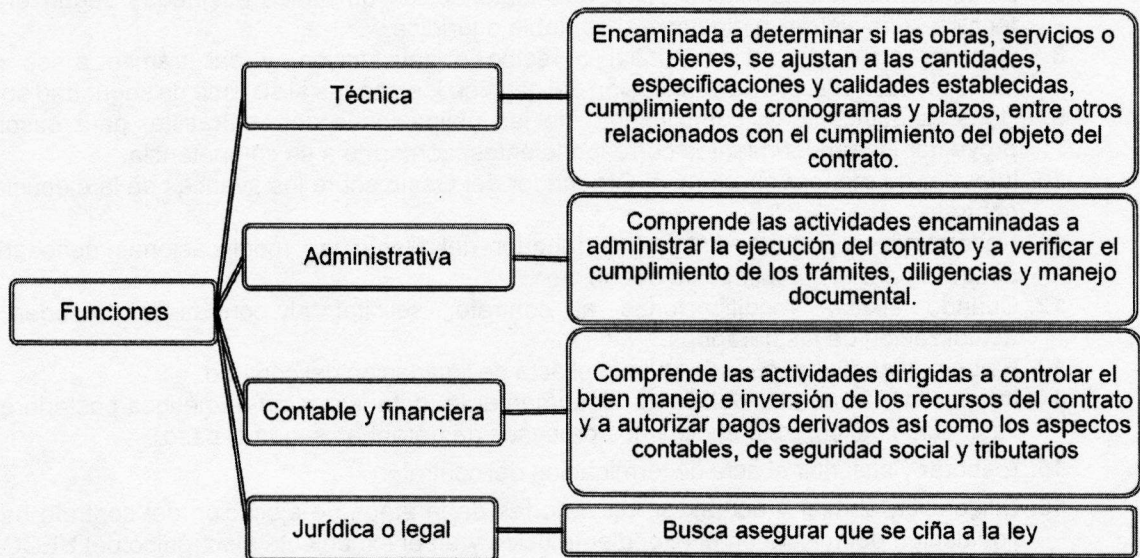 Funciones
Técnica
Encaminada a determinar si las obras, servicios o
bienes, se ajustan a las cantidades,
especificaciones y calidades establecidas,
cumplimiento de cronogramas y plazos, entre otros
relacionados con el cumplimiento del objeto del
contrato.
Administrativa
Comprende las actividades encaminadas a
administrar la ejecución del contrato y a verificar el
cumplimiento de los trámites, diligencias y manejo
documental.
Contable y financiera
Comprende las actividades dirigidas a controlar el
buen manejo e inversión de los recursos del contrato
y a autorizar pagos derivados así como los aspectos
contables, de seguridad social y tributarios
Jurídica o legal
Busca asegurar que se ciña a la ley